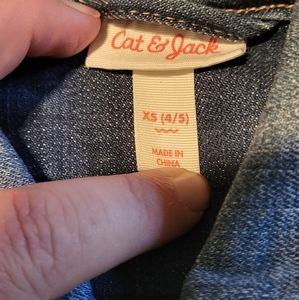 Cat & Jack
XS (4/5)
MADE IN
CHINA